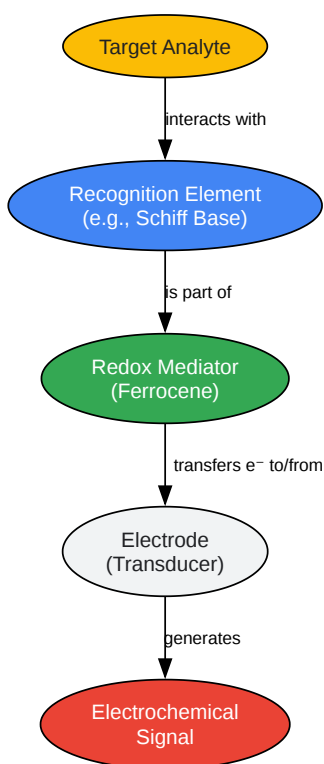 Target Analyte
interacts with
Recognition Element
(e.g., Schiff Base)
is part of
Redox Mediator
(Ferrocene)
transfers e⁻ to/from
Electrode
(Transducer)
generates
Electrochemical
Signal